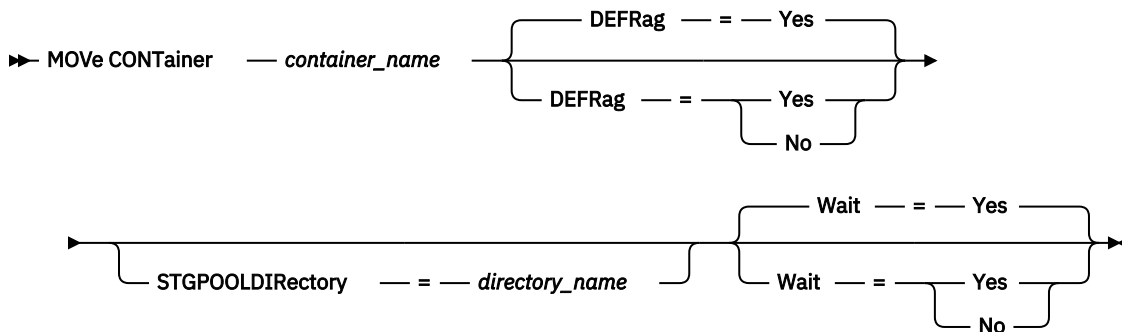 DEFRag = Yes
MOVe CONTainer container_name
DEFRag = Yes
No
Wait = Yes
STGPOOLDIRectory = directory_name
Wait = Yes
No